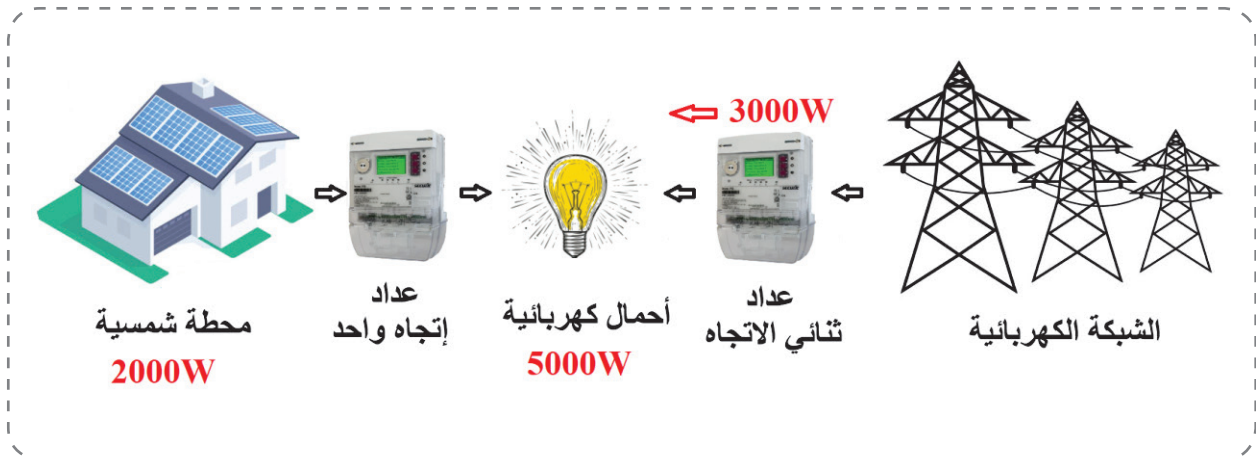 3000W
الشبكة الكهربائية
عداد
ثنائي الاتجاه
أحمال كهربائية
5000W
عداد
إتجاه واحد
محطة شمسية
2000W